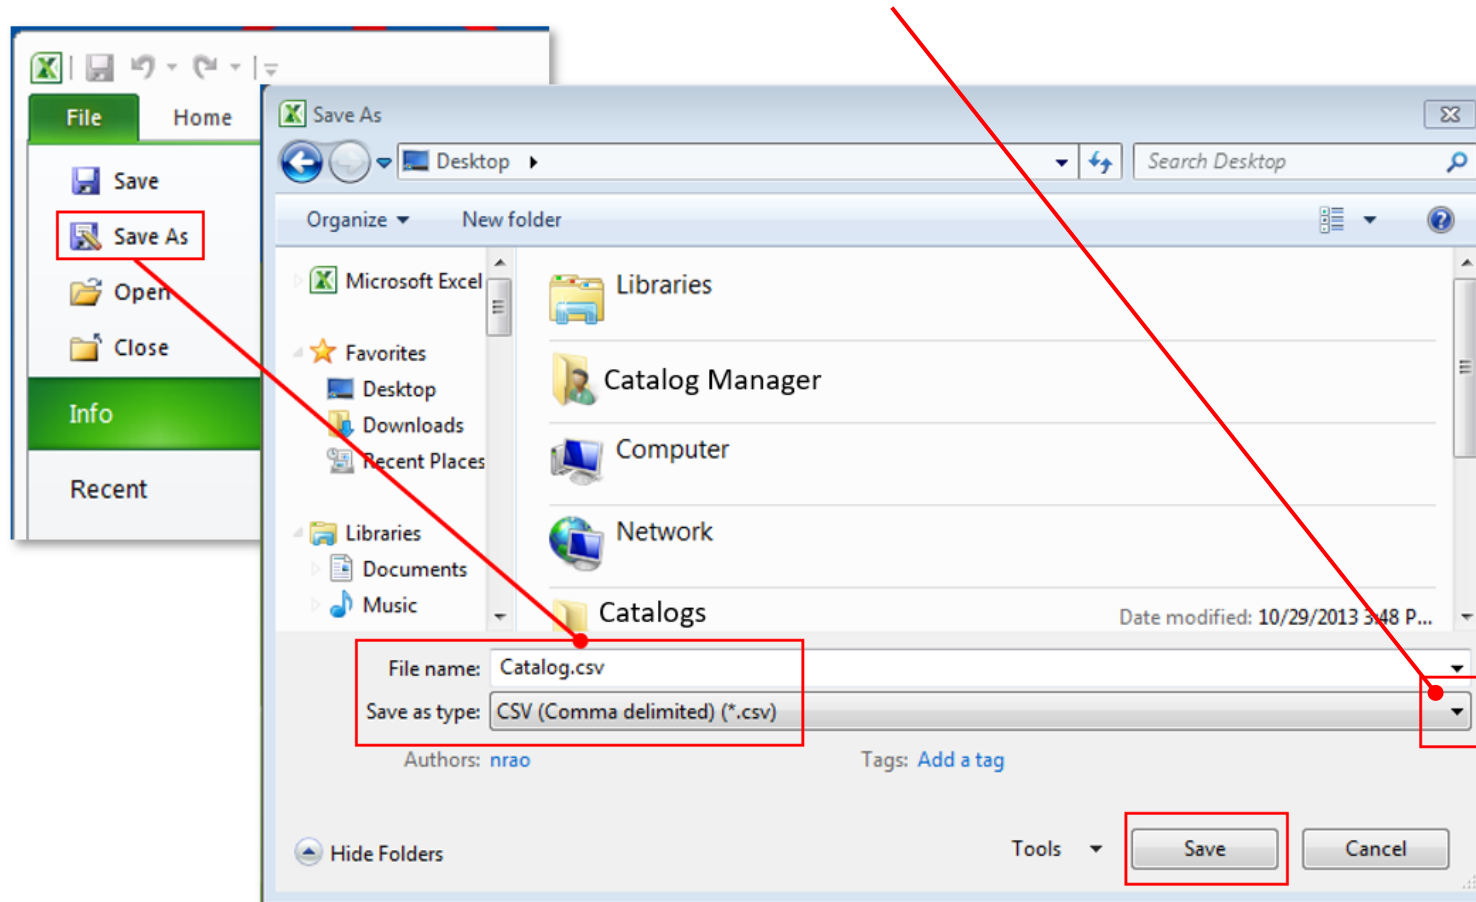 File Home
Save
Save As
Open
Close
Info
Recent
Save As
Desktop
Search Desktop
Organize New folder
Microsoft Excel
Favorites
Desktop
Downloads
Recent Places
Libraries
Documents
Music
Libraries
Catalog Manager
Computer
Network
Catalogs Date modified: 10/29/2013 3:48 P...
File name: Catalog.csv
Save as type: CSV (Comma delimited) (*.csv)
Authors: nrao Tags: Add a tag
Hide Folders Tools Save Cancel